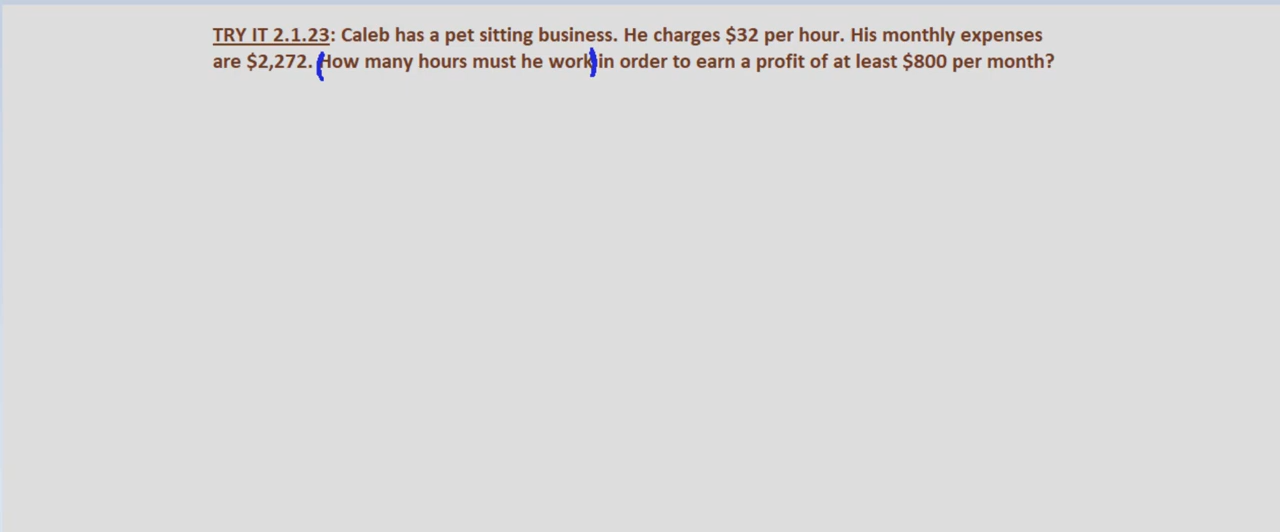 TRY IT 2.1.23: Caleb has a pet sitting business. He charges $32 per hour. His monthly expenses
are $2,272. (How many hours must he work) in order to earn a profit of at least $800 per month?